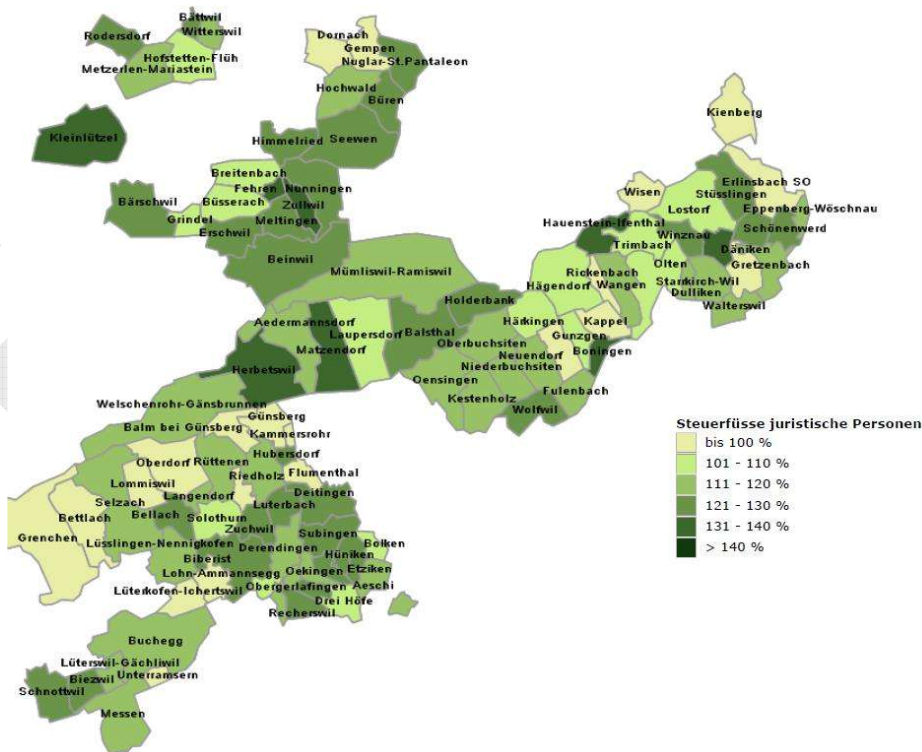 Bättwil
Rodersdorf
Witterswil
Hofstetten-Flüh
Metzerlen-Mariastein
Dornach
Gempen
Nuglar-St.Pantaleon
Hochwald
Büren
Kienberg
Kleinlützel
Himmelried
Seewen
Breitenbach
Fehren
Nunningen
Bärschwil
Büsserach
Zullwil
Grindel
Meltingen
Erschwil
Beinwil
Wisen
Erlinsbach SO
Stüsslingen
Lostorf
Eppenberg-Wöschnau
Hauenstein-Ifenthal
Schönenwerd
Winznau
Trimbach
Däniken
Olten
Gretzenbach
Starrkirch-Wil
Dulliken
Walterswil
Mümliswil-Ramiswil
Rickenbach
Wangen
Hägendorf
Holderbank
Kappel
Härkingen
Gunzgen
Boningen
Aedermannsdorf
Laupersdorf
Balsthal
Matzendorf
Oberbuchsiten
Neuendorf
Niederbuchsiten
Herbetswil
Oensingen
Kestenholz
Fulenbach
Wolfwil
Welschenrohr-Gänsbrunnen
Günsberg
Balm bei Günsberg
Kammersrohr
Hubersdorf
Oberdorf
Rüttenen
Flumenthal
Riedholz
Lommiswil
Langendorf
Deitingen
Selzach
Luterbach
Bettlach
Bellach
Solothurn
Zuchwil
Subingen
Grenchen
Lüsslingen-Nennigkofen
Derendingen
Bolken
Hüniken
Biberist
Oekingen
Etziken
Lohn-Ammannsegg
Obergerlafingen
Aeschi
Lüterkofen-Ichertswil
Drei Höfe
Recherswil
Buchegg
Lüterswil-Gächliwil
Unterramsern
Biezwil
Schnottwil
Messen
Steuerfüsse juristische Personen
bis 100 %
101 - 110 %
111 - 120 %
121 - 130 %
131 - 140 %
> 140 %